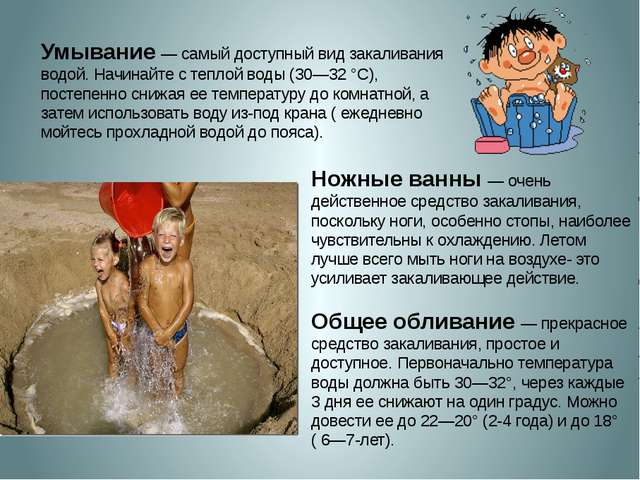 Умывание — самый доступный вид закаливания
водой. Начинайте с теплой воды (30—32 °С),
постепенно снижая ее температуру до комнатной, а
затем использовать воду из-под крана ( ежедневно
мойтесь прохладной водой до пояса).
Ножные ванны — очень
действенное средство закаливания,
поскольку ноги, особенно стопы, наиболее
чувствительны к охлаждению. Летом
лучше всего мыть ноги на воздухе- это
усиливает закаливающее действие.
Общее обливание — прекрасное
средство закаливания, простое и
доступное. Первоначально температура
воды должна быть 30—32°, через каждые
3 дня ее снижают на один градус. Можно
довести ее до 22—20° (2-4 года) и до 18°
( 6—7-лет).